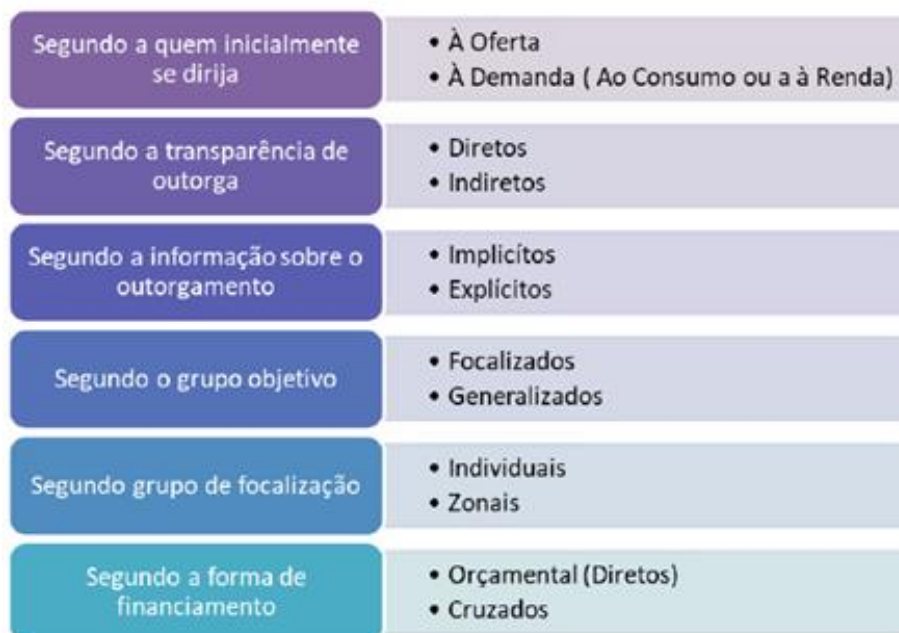 Segundo a quem inicialmente
se dirija
• À Oferta
• À Demanda ( Ao Consumo ou a à Renda)
Segundo a transparência de
outorga
• Diretos
• Indiretos
Segundo a informação sobre o
outorgamento
• Implicítos
• Explícitos
Segundo o grupo objetivo
• Focalizados
• Generalizados
Segundo grupo de focalização
• Individuais
• Zonais
Segundo a forma de
financiamento
• Orçamental (Diretos)
• Cruzados